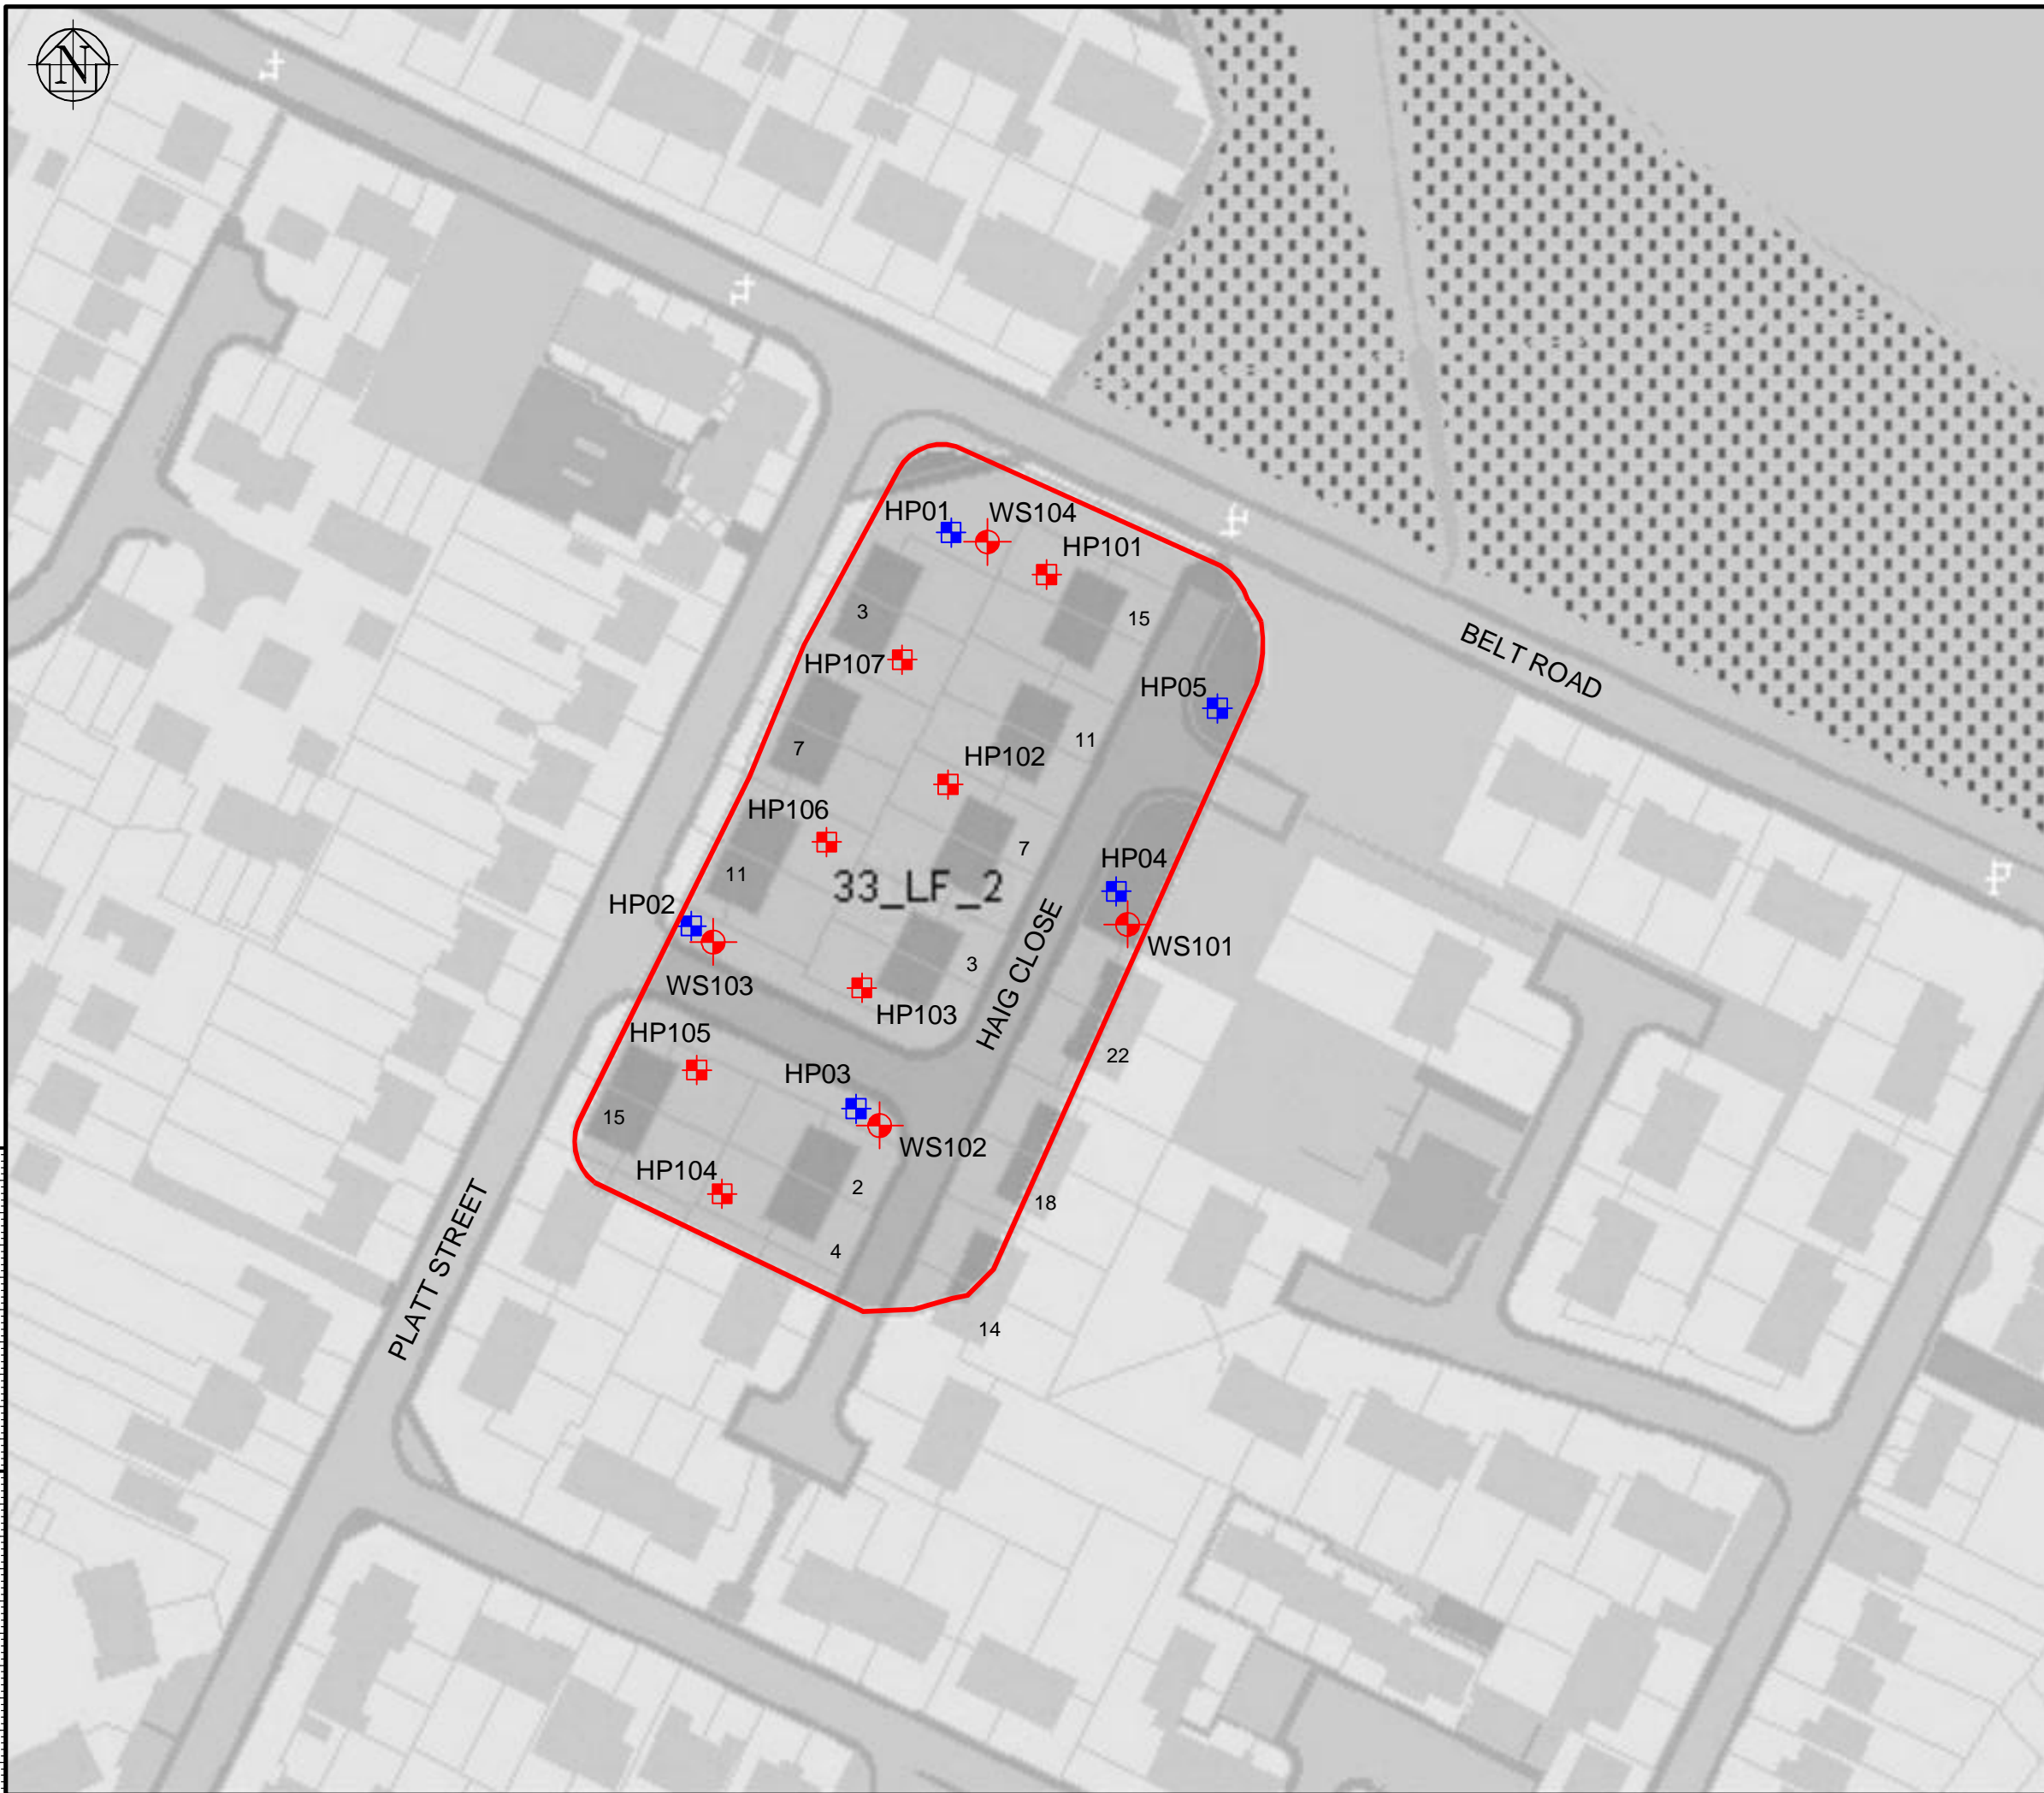 N
HP01
WS104
HP101
3
15
HP107
HP05
BELT ROAD
7
11
HP102
HP106
7
HP04
11
33_LF_2
HP02
HAIG CLOSE
WS101
WS103
3
HP103
HP105
22
HP03
15
WS102
HP104
2
18
PLATT STREET
4
14